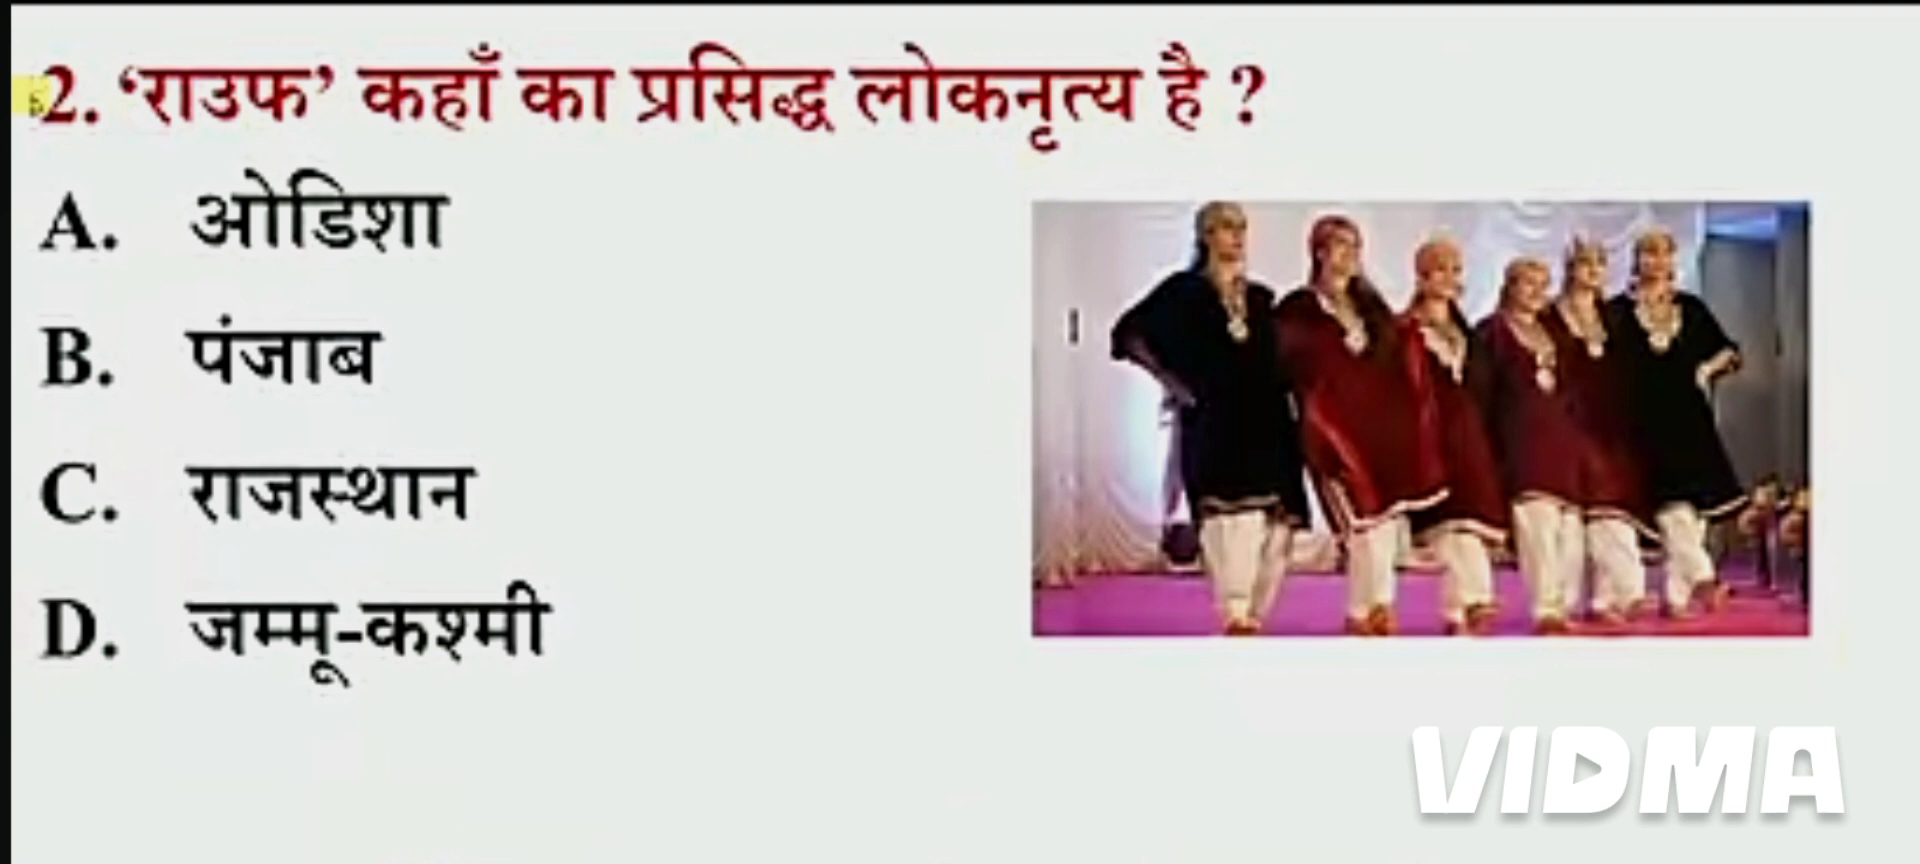 2. ‘राउफ’ कहाँ का प्रसिद्ध लोकनृत्य है ?
A. ओडिशा
B. पंजाब
C. राजस्थान
D. जम्मू-कश्मी
VIDMA